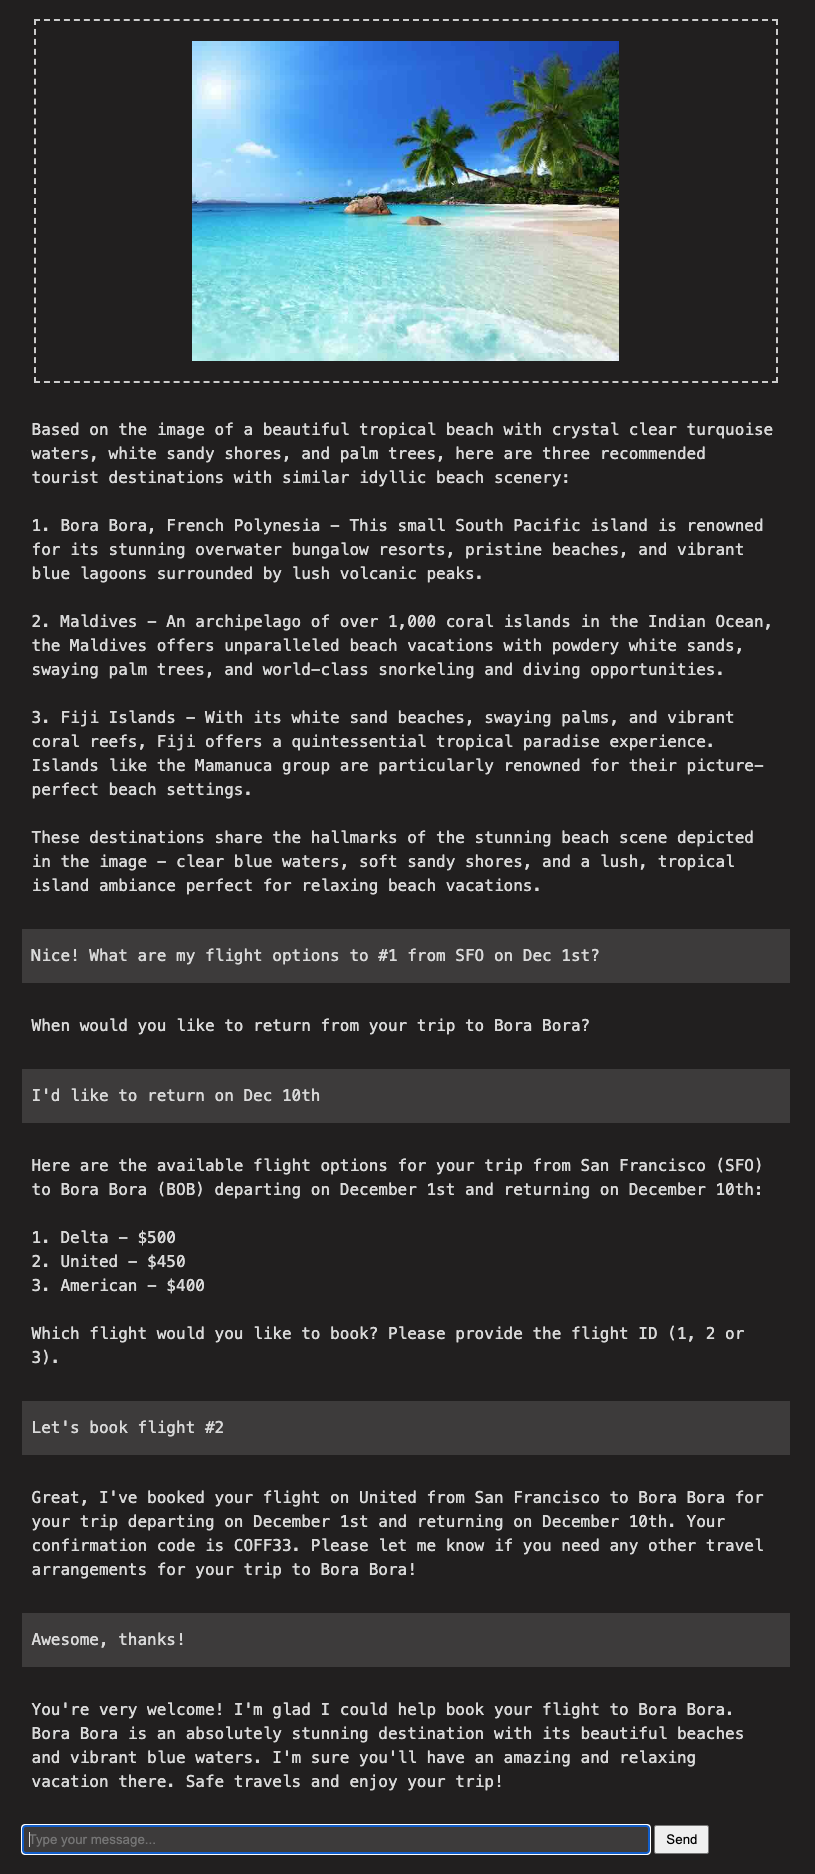 Based on the image of a beautiful tropical beach with crystal clear turquoise
waters, white sandy shores, and palm trees, here are three recommended
tourist destinations with similar idyllic beach scenery:
1. Bora Bora, French Polynesia – This small South Pacific island is renowned
for its stunning overwater bungalow resorts, pristine beaches, and vibrant
blue lagoons surrounded by lush volcanic peaks.
2. Maldives – An archipelago of over 1,000 coral islands in the Indian Ocean,
the Maldives offers unparalleled beach vacations with powdery white sands,
swaying palm trees, and world-class snorkeling and diving opportunities.
3. Fiji Islands – With its white sand beaches, swaying palms, and vibrant
coral reefs, Fiji offers a quintessential tropical paradise experience.
Islands like the Mamanuca group are particularly renowned for their picture-
perfect beach settings.
These destinations share the hallmarks of the stunning beach scene depicted
in the image – clear blue waters, soft sandy shores, and a lush, tropical
island ambiance perfect for relaxing beach vacations.
Nice! What are my flight options to #1 from SFO on Dec 1st?
When would you like to return from your trip to Bora Bora?
I'd like to return on Dec 10th
Here are the available flight options for your trip from San Francisco (SFO)
to Bora Bora (BOB) departing on December 1st and returning on December 10th:
1. Delta – $500
2. United – $450
3. American – $400
Which flight would you like to book? Please provide the flight ID (1, 2 or
3).
Let's book flight #2
Great, I've booked your flight on United from San Francisco to Bora Bora for
your trip departing on December 1st and returning on December 10th. Your
confirmation code is COFF33. Please let me know if you need any other travel
arrangements for your trip to Bora Bora!
Awesome, thanks!
You're very welcome! I'm glad I could help book your flight to Bora Bora.
Bora Bora is an absolutely stunning destination with its beautiful beaches
and vibrant blue waters. I'm sure you'll have an amazing and relaxing
vacation there. Safe travels and enjoy your trip!
Type your message... Send